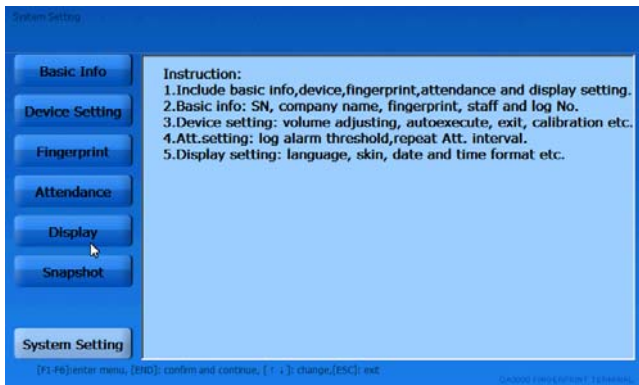 System Setting
Basic Info
Device Setting
Fingerprint
Attendance
Display
Snapshot
System Setting
Instruction:
1.Include basic info,device,fingerprint,attendance and display setting.
2.Basic info: SN, company name, fingerprint, staff and log No.
3.Device setting: volume adjusting, autoexecute, exit, calibration etc.
4.Att.setting: log alarm threshold,repeat Att. interval.
5.Display setting: language, skin, date and time format etc.
[F1-F6]:enter menu, [END]: confirm and continue, [ ↑ ↓ ]: change,[ESC]: exit
FINGERPRINT TERMINAL